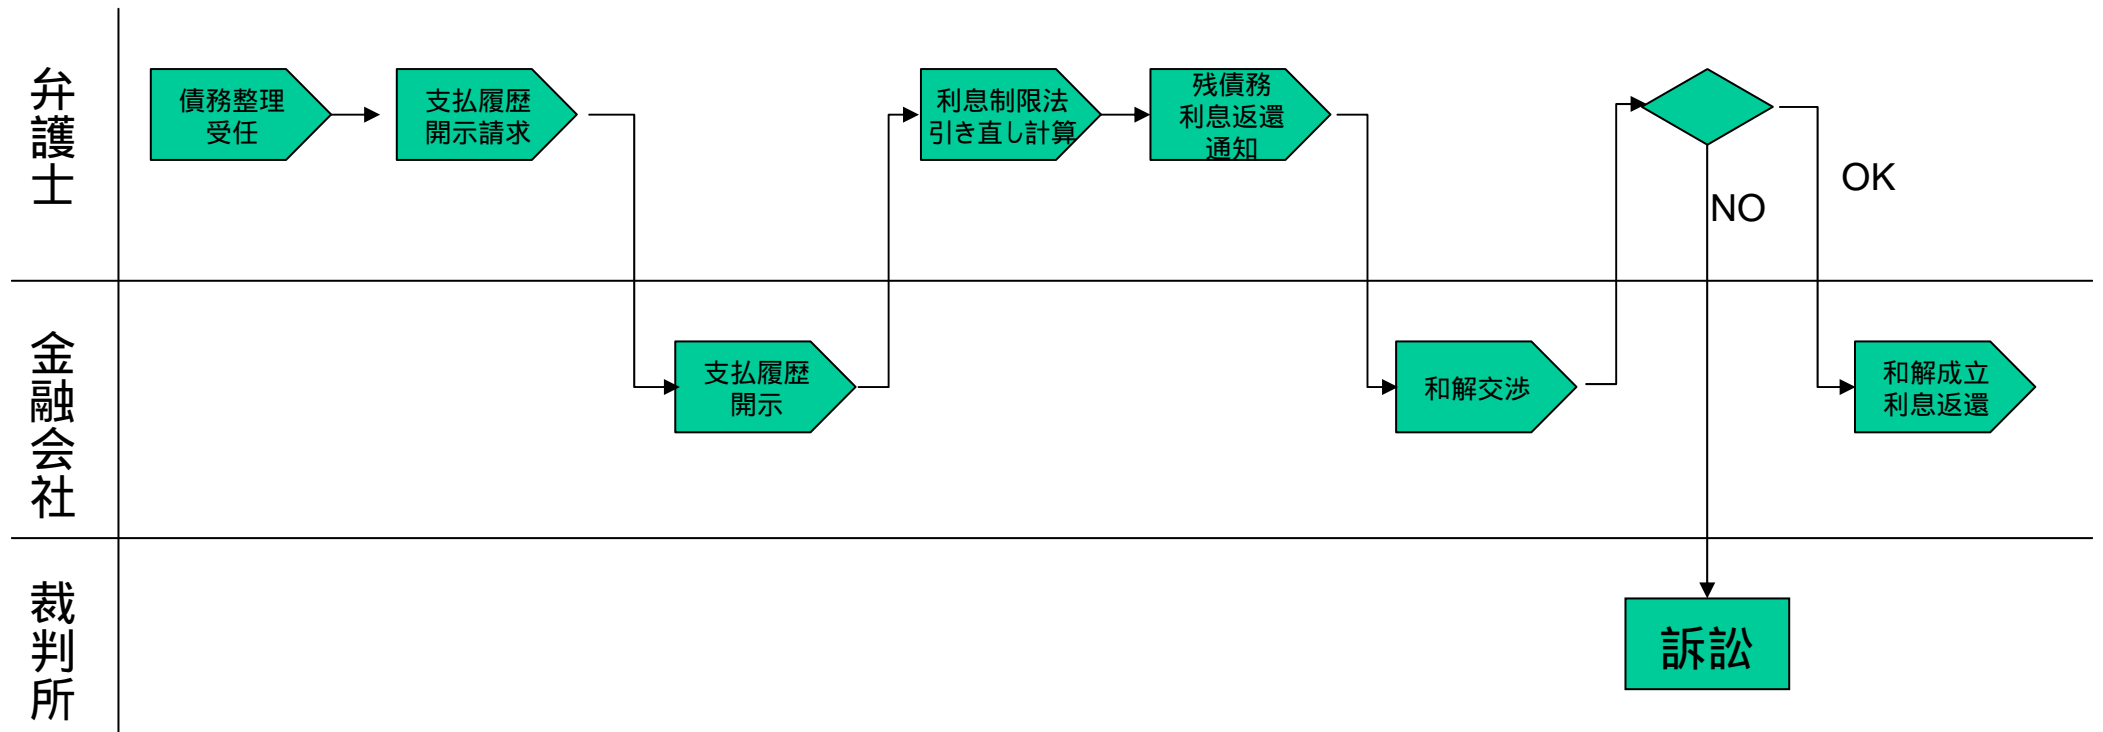 弁護士
債務整理
受任
支払履歴
開示請求
利息制限法
引き直し計算
残債務
利息返還
通知
OK
NO
金融会社
支払履歴
開示
和解交渉
和解成立
利息返還
裁判所
訴訟